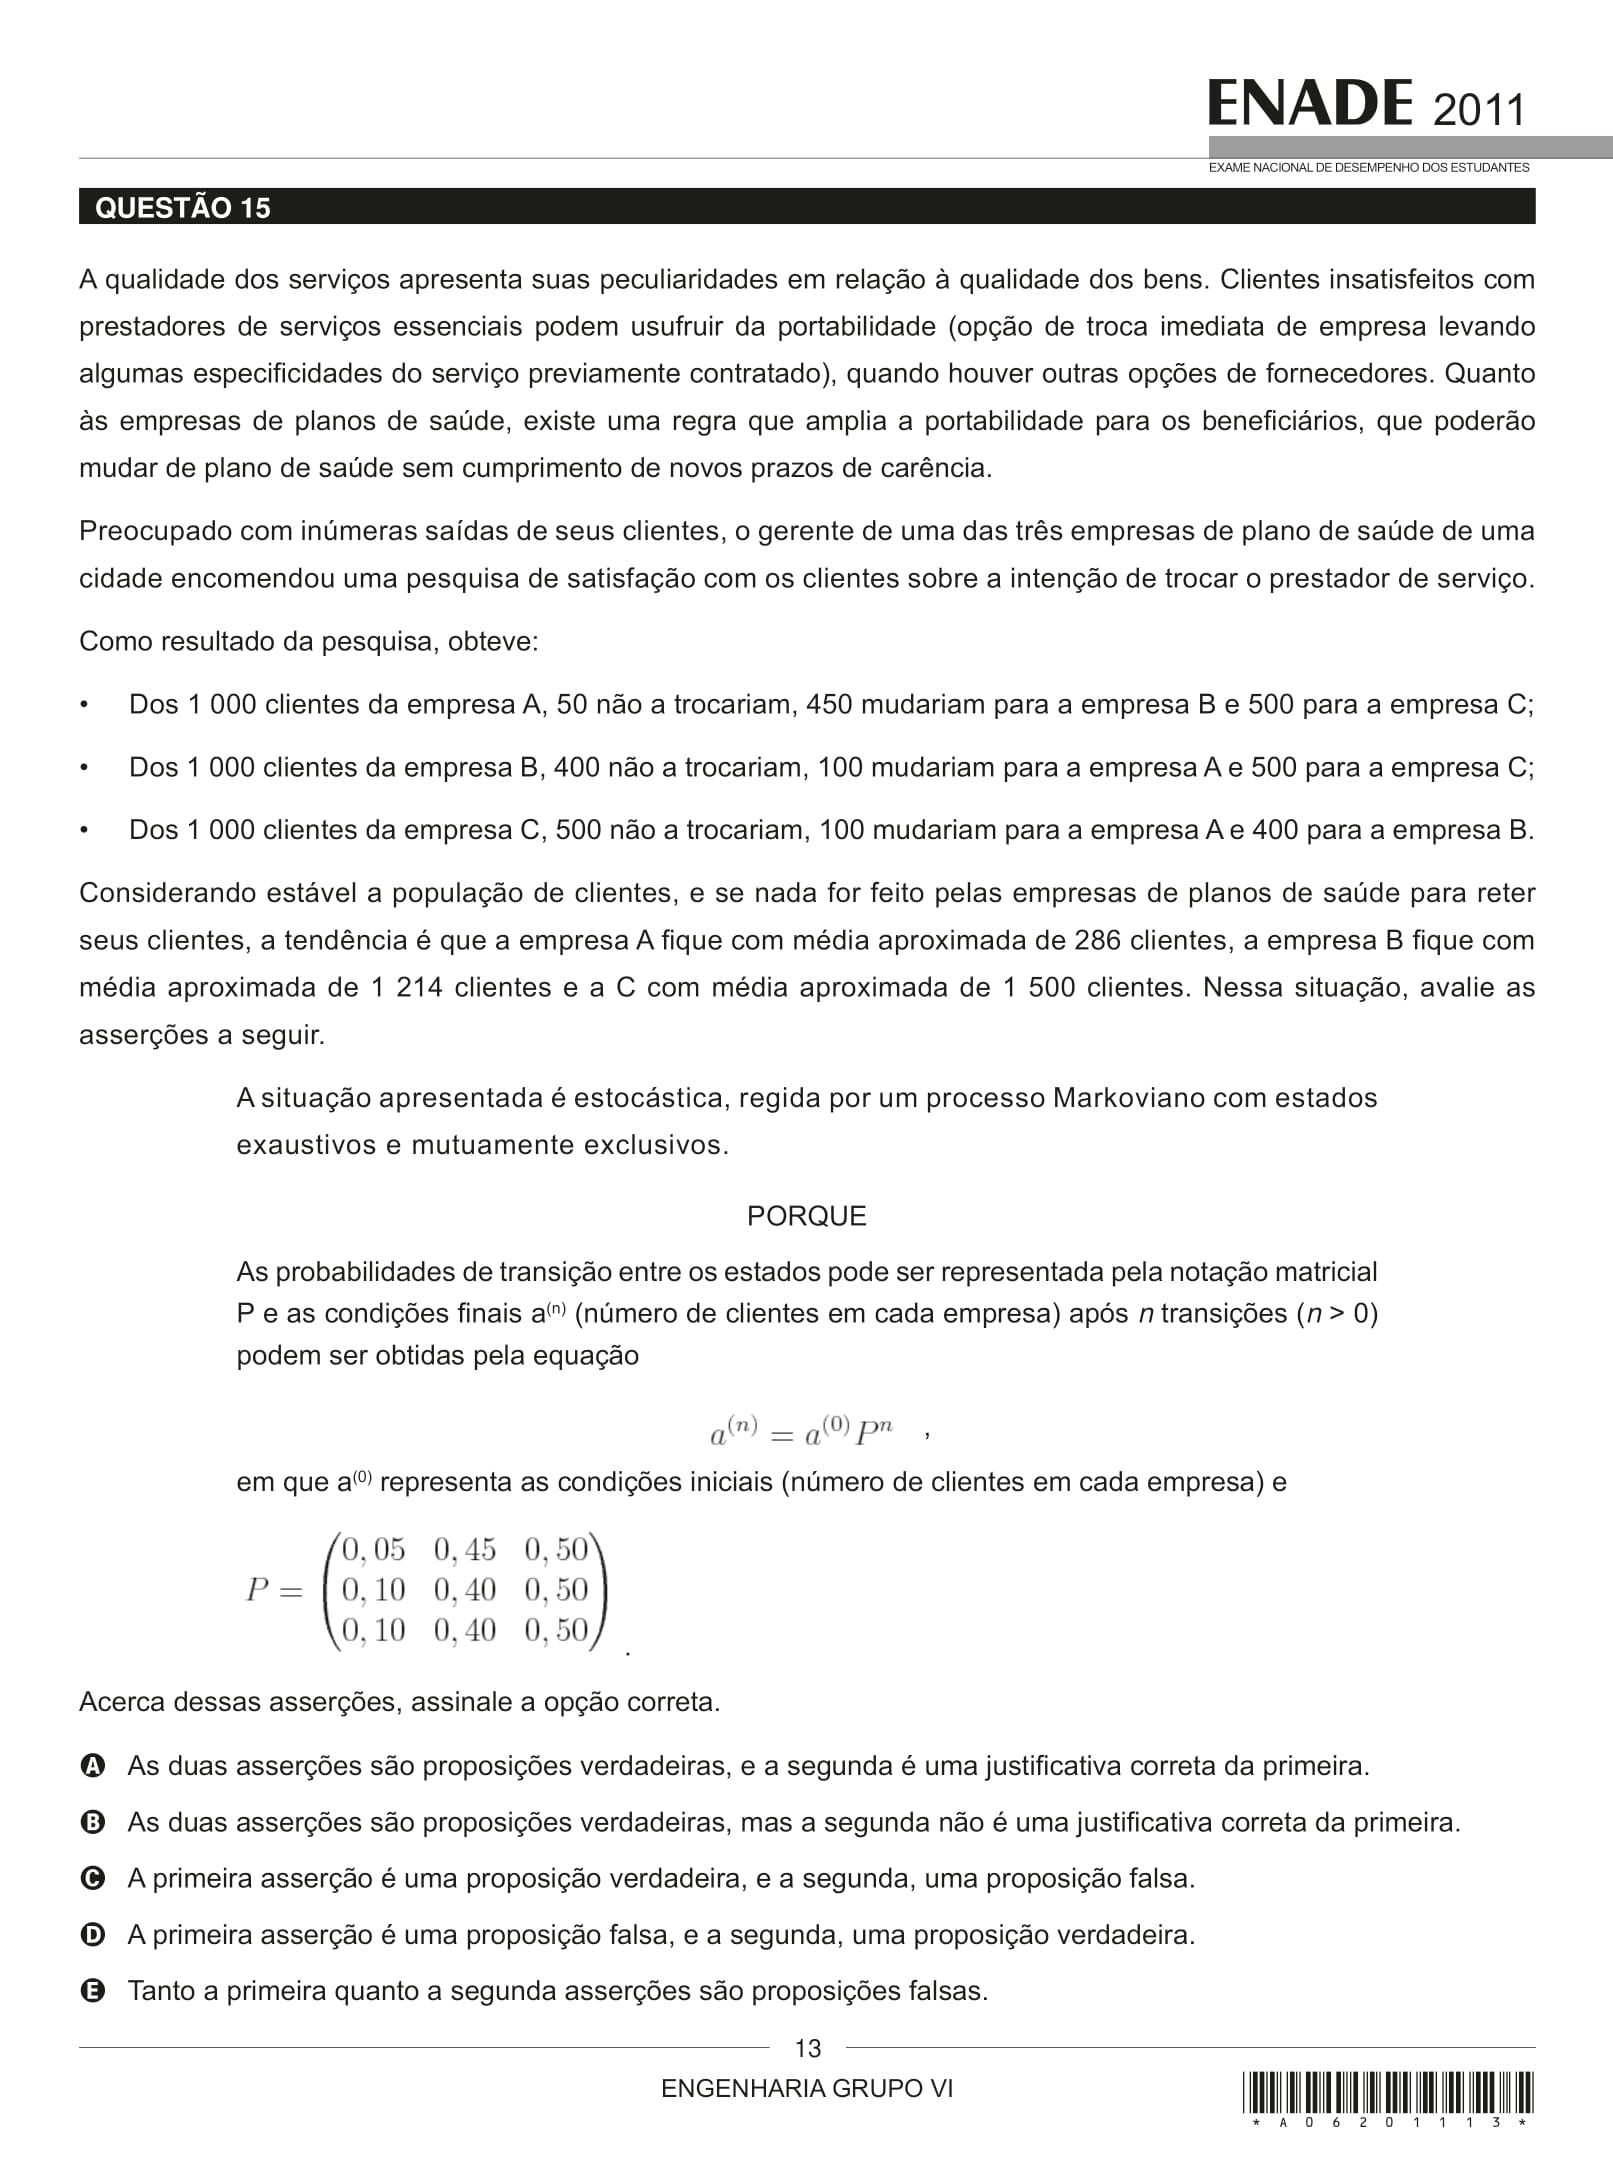 ENADE 2011
EXAME NACIONAL DE DESEMPENHO DOS ESTUDANTES
QUESTÃO 15
A qualidade dos serviços apresenta suas peculiaridades em relação à qualidade dos bens. Clientes insatisfeitos com
prestadores de serviços essenciais podem usufruir da portabilidade (opção de troca imediata de empresa levando
algumas especificidades do serviço previamente contratado), quando houver outras opções de fornecedores. Quanto
às empresas de planos de saúde, existe uma regra que amplia a portabilidade para os beneficiários, que poderão
mudar de plano de saúde sem cumprimento de novos prazos de carência.
Preocupado com inúmeras saídas de seus clientes, o gerente de uma das três empresas de plano de saúde de uma
cidade encomendou uma pesquisa de satisfação com os clientes sobre a intenção de trocar o prestador de serviço.
Como resultado da pesquisa, obteve:
• Dos 1 000 clientes da empresa A, 50 não a trocariam, 450 mudariam para a empresa B e 500 para a empresa C;
• Dos 1 000 clientes da empresa B, 400 não a trocariam, 100 mudariam para a empresa A e 500 para a empresa C;
• Dos 1 000 clientes da empresa C, 500 não a trocariam, 100 mudariam para a empresa A e 400 para a empresa B.
Considerando estável a população de clientes, e se nada for feito pelas empresas de planos de saúde para reter
seus clientes, a tendência é que a empresa A fique com média aproximada de 286 clientes, a empresa B fique com
média aproximada de 1 214 clientes e a C com média aproximada de 1 500 clientes. Nessa situação, avalie as
asserções a seguir.
A situação apresentada é estocástica, regida por um processo Markoviano com estados
exaustivos e mutuamente exclusivos.
PORQUE
As probabilidades de transição entre os estados pode ser representada pela notação matricial
P e as condições finais a⁽ⁿ⁾ (número de clientes em cada empresa) após n transições (n > 0)
podem ser obtidas pela equação
a⁽ⁿ⁾ = a⁽⁰⁾ Pⁿ ,
em que a⁽⁰⁾ representa as condições iniciais (número de clientes em cada empresa) e
0,05 0,45 0,50
P = 0,10 0,40 0,50
0,10 0,40 0,50 .
Acerca dessas asserções, assinale a opção correta.
A As duas asserções são proposições verdadeiras, e a segunda é uma justificativa correta da primeira.
B As duas asserções são proposições verdadeiras, mas a segunda não é uma justificativa correta da primeira.
C A primeira asserção é uma proposição verdadeira, e a segunda, uma proposição falsa.
D A primeira asserção é uma proposição falsa, e a segunda, uma proposição verdadeira.
E Tanto a primeira quanto a segunda asserções são proposições falsas.
13
ENGENHARIA GRUPO VI
* A 0 6 2 0 1 1 1 3 *